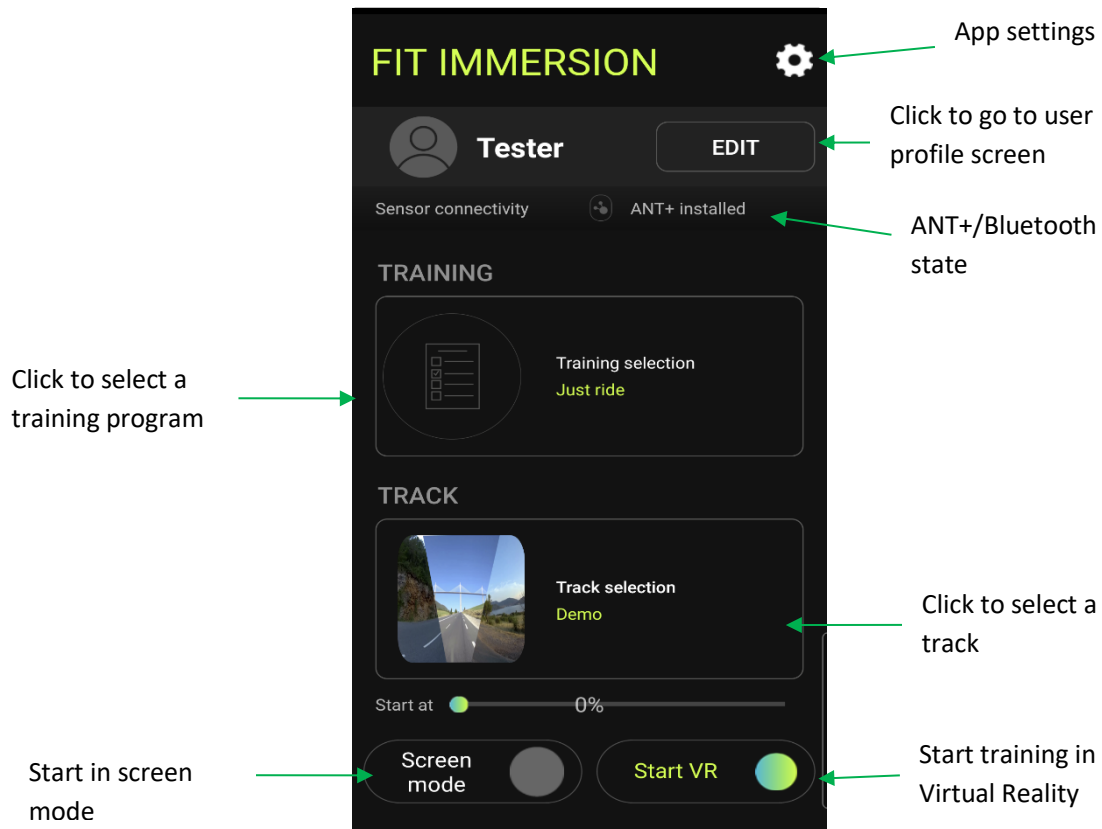 App settings
FIT IMMERSION
Click to go to user
profile screen
Tester
EDIT
Sensor connectivity
ANT+ installed
ANT+/Bluetooth
state
TRAINING
Training selection
Just ride
Click to select a
training program
TRACK
Track selection
Demo
Click to select a
track
Start at
0%
Screen
mode
Start VR
Start in screen
mode
Start training in
Virtual Reality